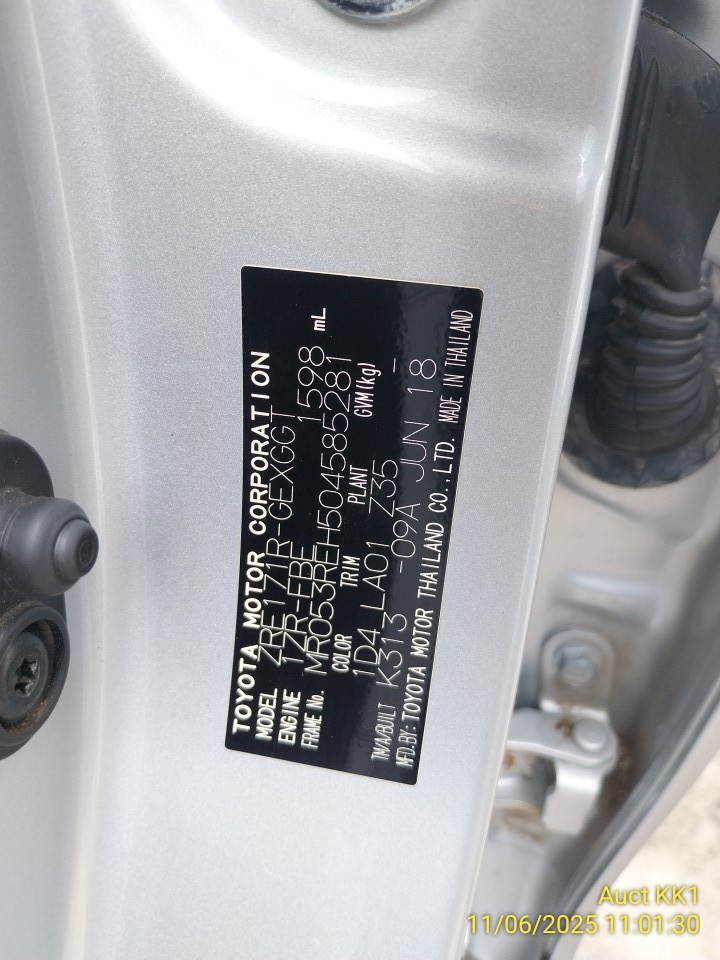 TOYOTA MOTOR CORPORATION
MODEL ZRE171R-GEXGGT
ENGINE 1ZR-FBE 1598 mL
FRAME No. MR053REH504585281
COLOR TRIM PLANT GVM(kg)
1D4 LA01 Z35 -
TM/A/BUILT K313 -09A JUN 18
MFD.BY: TOYOTA MOTOR THAILAND CO.,LTD. MADE IN THAILAND
Auct KK1
11/06/2025 11:01:30